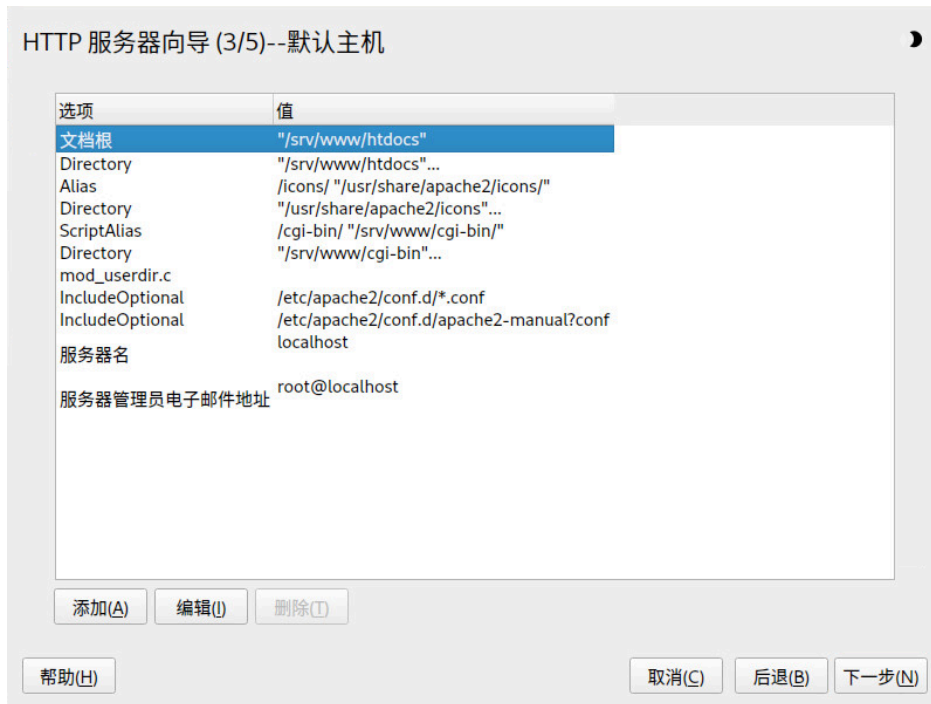 HTTP 服务器向导 (3/5)--默认主机
选项 值
文档根 "/srv/www/htdocs"
Directory "/srv/www/htdocs"...
Alias /icons/ "/usr/share/apache2/icons/"
Directory "/usr/share/apache2/icons"...
ScriptAlias /cgi-bin/ "/srv/www/cgi-bin/"
Directory "/srv/www/cgi-bin"...
mod_userdir.c
IncludeOptional /etc/apache2/conf.d/*.conf
IncludeOptional /etc/apache2/conf.d/apache2-manual?conf
服务器名 localhost
服务器管理员电子邮件地址 root@localhost
添加(A) 编辑(I) 删除(T)
帮助(H) 取消(C) 后退(B) 下一步(N)